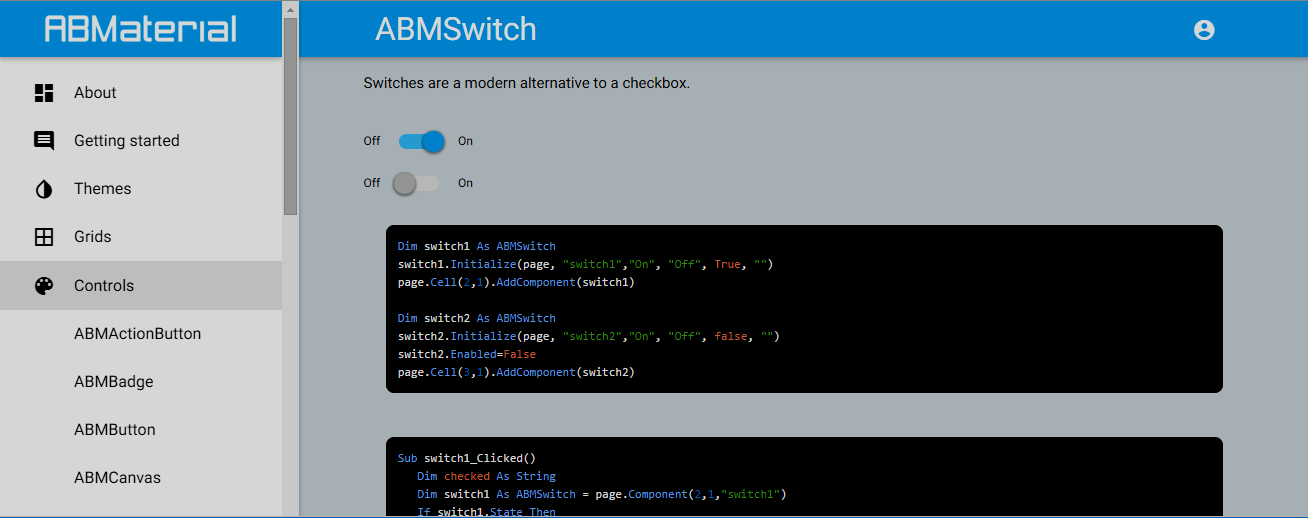 ABMaterial
ABMSwitch
About
Getting started
Themes
Grids
Controls
ABMActionButton
ABMBadge
ABMButton
ABMCanvas
Switches are a modern alternative to a checkbox.
Off On
Off On
Dim switch1 As ABMSwitch
switch1.Initialize(page, "switch1","On", "Off", True, "")
page.Cell(2,1).AddComponent(switch1)
Dim switch2 As ABMSwitch
switch2.Initialize(page, "switch2","On", "Off", false, "")
switch2.Enabled=False
page.Cell(3,1).AddComponent(switch2)
Sub switch1_Clicked()
Dim checked As String
Dim switch1 As ABMSwitch = page.Component(2,1,"switch1")
If switch1.State Then